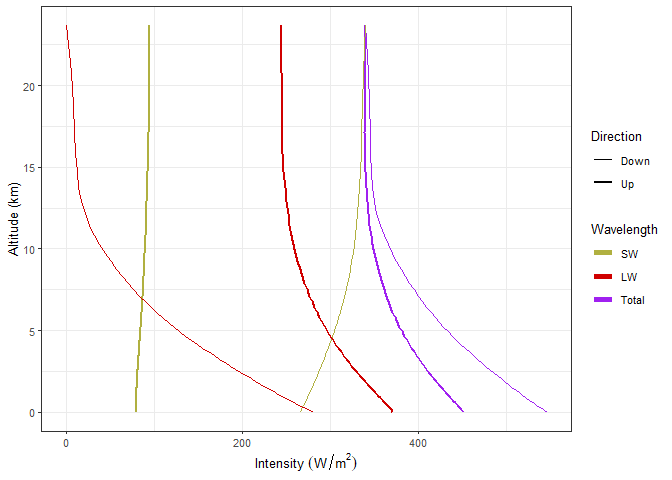 20
15
10
5
0
Altitude (km)
0
200
400
Intensity (W/m²)
Direction
Down
Up
Wavelength
SW
LW
Total